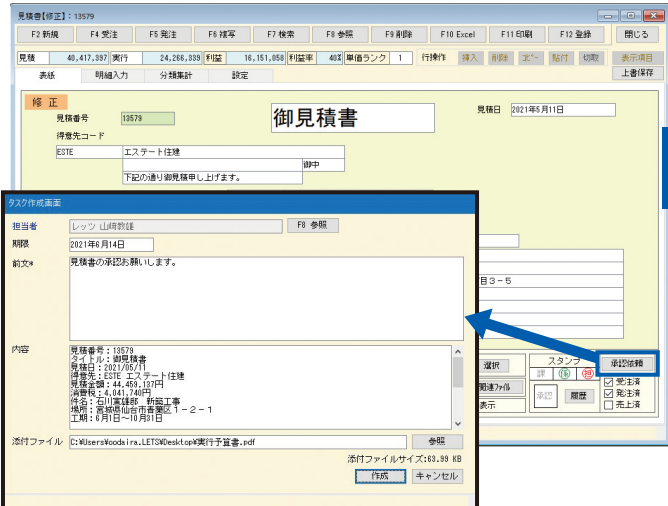 見積書【修正】:13579
F2 新規 F4 受注 F5 発注 F6 複写 F7 検索 F8 参照 F9 削除 F10 Excel F11 印刷 F12 登録 閉じる
見積 40,417,397 実行 24,266,339 利益 16,151,058 利益率 40% 単価ランク 1 行操作 挿入 削除 コピー 貼付 切取 表示項目
表紙 明細入力 分類集計 設定 上書保存
修 正
見積番号 13579
御見積書
見積日 2021年5月11日
得意先コード
ESTE エステート住建
御中
下記の通り御見積申し上げます。
目3-5
選択 スタンプ 承認依頼
関連ファイル 承認 履歴
表示
受注済
発注済
売上済
タスク作成画面
担当者 レッツ 山﨑教雄 F8 参照
期限 2021年6月14日
前文* 見積書の承認お願いします。
内容 見積番号:13579
タイトル:御見積書
見積日:2021/05/11
得意先:ESTE エステート住建
見積金額:44,459,137円
消費税:4,041,740円
件名:石川寛雄邸 新築工事
場所:宮城県仙台市青葉区1-2-1
工期:6月1日~10月31日
添付ファイル C:¥Users¥oodaira.LETS¥Desktop¥実行予算書.pdf 参照
添付ファイルサイズ:63.99 KB
作成 キャンセル